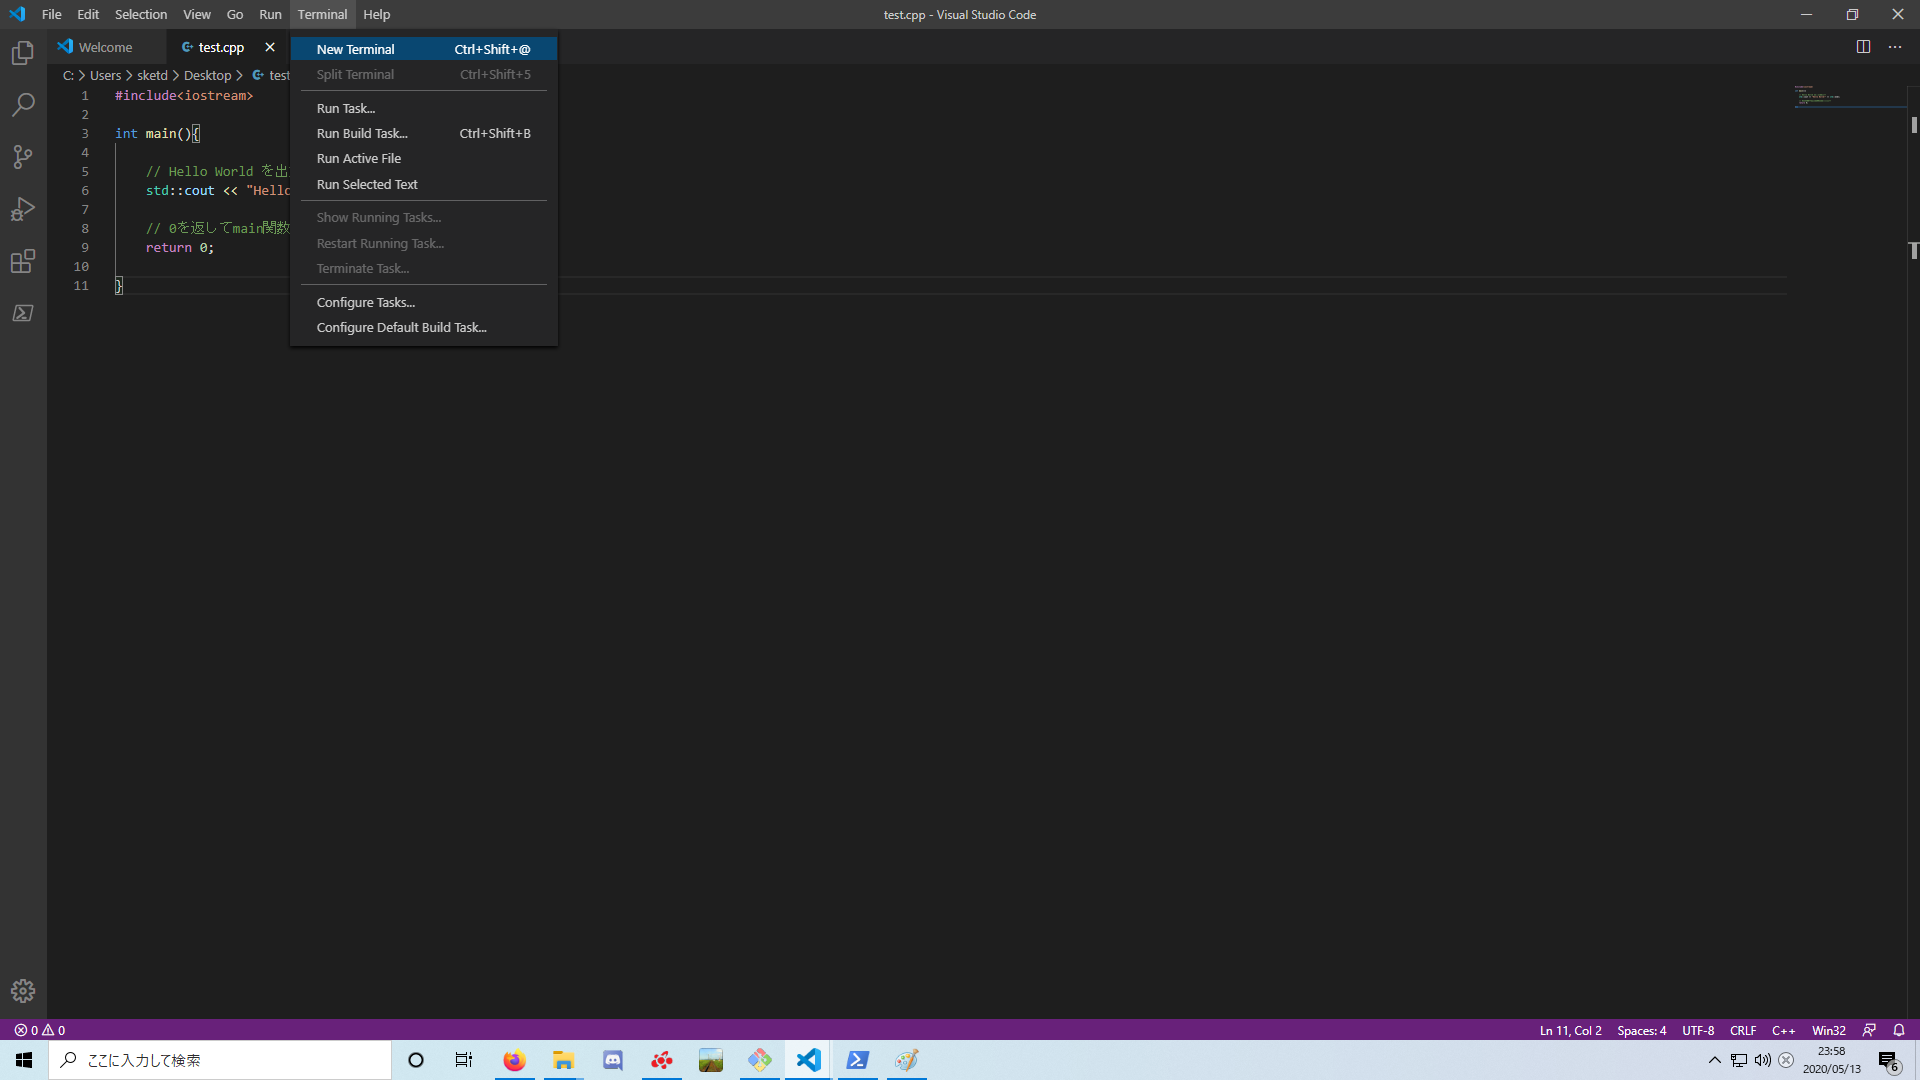 File Edit Selection View Go Run Terminal Help
test.cpp - Visual Studio Code
Welcome
test.cpp
C: > Users > sketd > Desktop > test
1 #include<iostream>
2
3 int main(){
4
5 // Hello World を出
6 std::cout << "Hello
7
8 // 0を返してmain関数
9 return 0;
10
11 }
New Terminal Ctrl+Shift+@
Split Terminal Ctrl+Shift+5
Run Task...
Run Build Task... Ctrl+Shift+B
Run Active File
Run Selected Text
Show Running Tasks...
Restart Running Task...
Terminate Task...
Configure Tasks...
Configure Default Build Task...
0 0
Ln 11, Col 2 Spaces: 4 UTF-8 CRLF C++ Win32
ここに入力して検索
23:58
2020/05/13
6